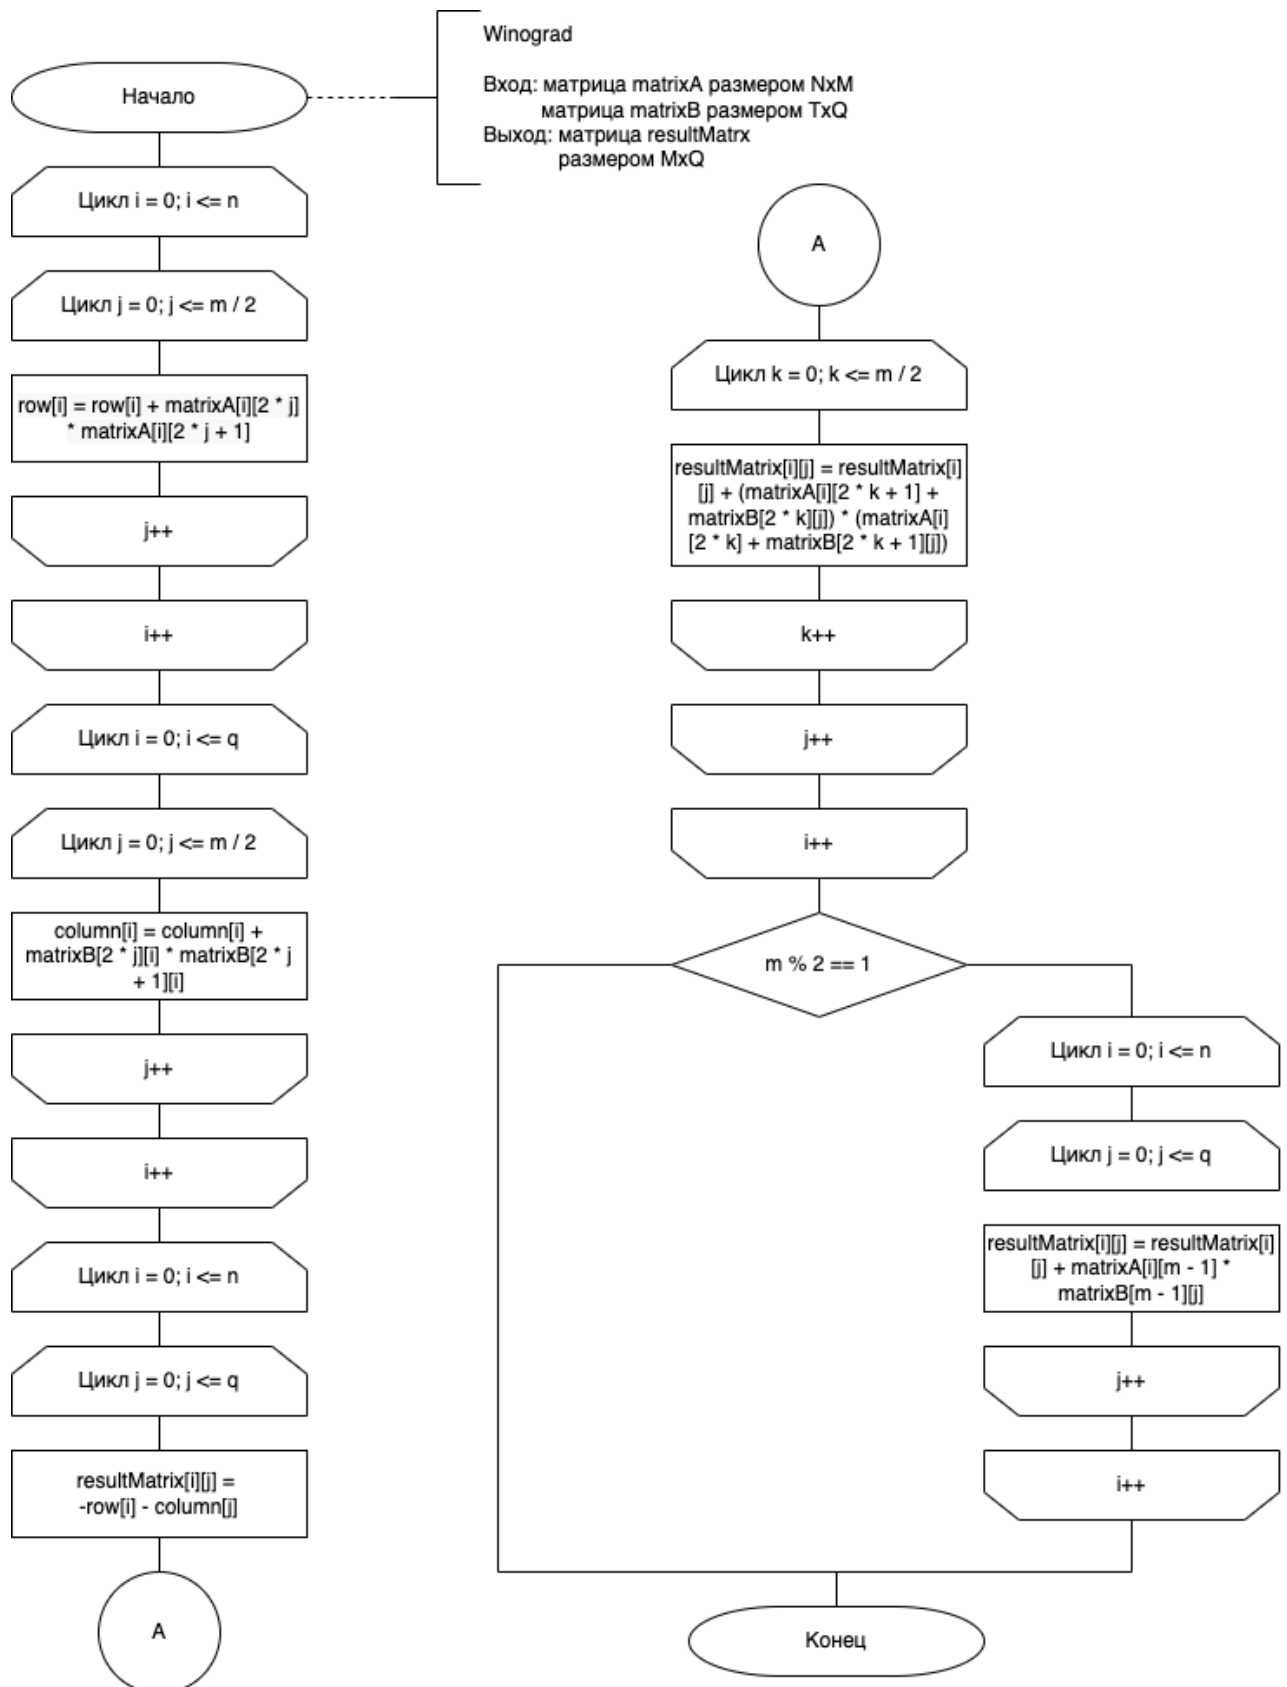 Winograd
Вход: матрица matrixA размером NxM
матрица matrixB размером TxQ
Выход: матрица resultMatrx
размером MxQ
Начало
Цикл i = 0; i <= n
Цикл j = 0; j <= m / 2
row[i] = row[i] + matrixA[i][2 * j]
* matrixA[i][2 * j + 1]
j++
i++
Цикл i = 0; i <= q
Цикл j = 0; j <= m / 2
column[i] = column[i] +
matrixB[2 * j][i] * matrixB[2 * j
+ 1][i]
j++
i++
Цикл i = 0; i <= n
Цикл j = 0; j <= q
resultMatrix[i][j] =
-row[i] - column[j]
A
A
Цикл k = 0; k <= m / 2
resultMatrix[i][j] = resultMatrix[i]
[j] + (matrixA[i][2 * k + 1] +
matrixB[2 * k][j]) * (matrixA[i]
[2 * k] + matrixB[2 * k + 1][j])
k++
j++
i++
m % 2 == 1
Цикл i = 0; i <= n
Цикл j = 0; j <= q
resultMatrix[i][j] = resultMatrix[i]
[j] + matrixA[i][m - 1] *
matrixB[m - 1][j]
j++
i++
Конец